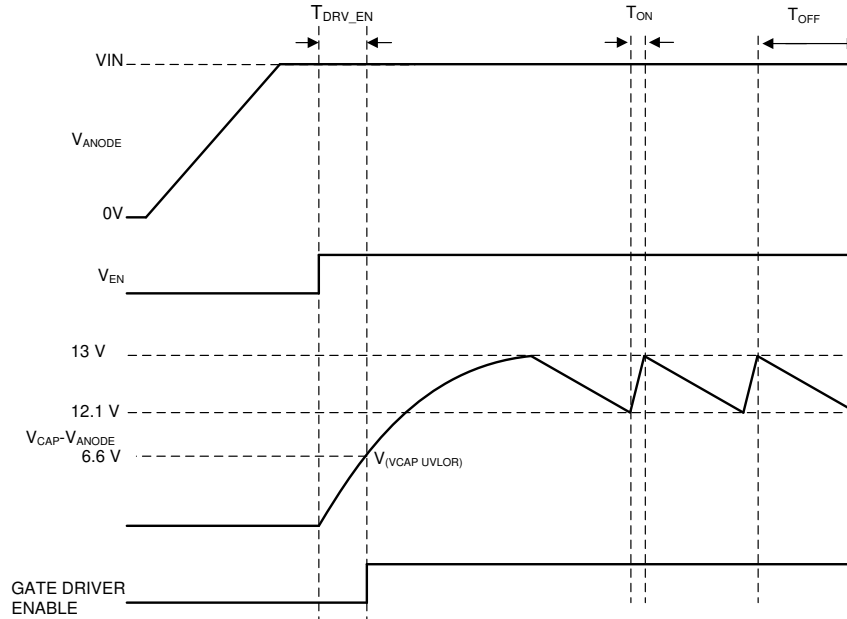 TDRV_EN
TON
TOFF
VIN
VANODE
0V
VEN
13 V
12.1 V
VCAP-VANODE
6.6 V
V(VCAP UVLOR)
GATE DRIVER
ENABLE